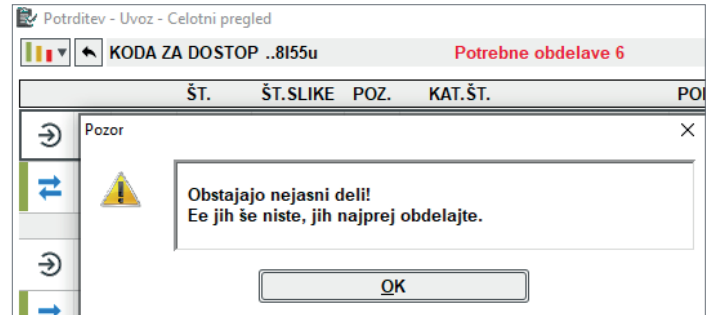 Potrditev - Uvoz - Celotni pregled
KODA ZA DOSTOP ..8I55u Potrebne obdelave 6
ŠT. ŠT.SLIKE POZ. KAT.ŠT.
Pozor
Obstajajo nejasni deli!
Ee jih še niste, jih najprej obdelajte.
OK